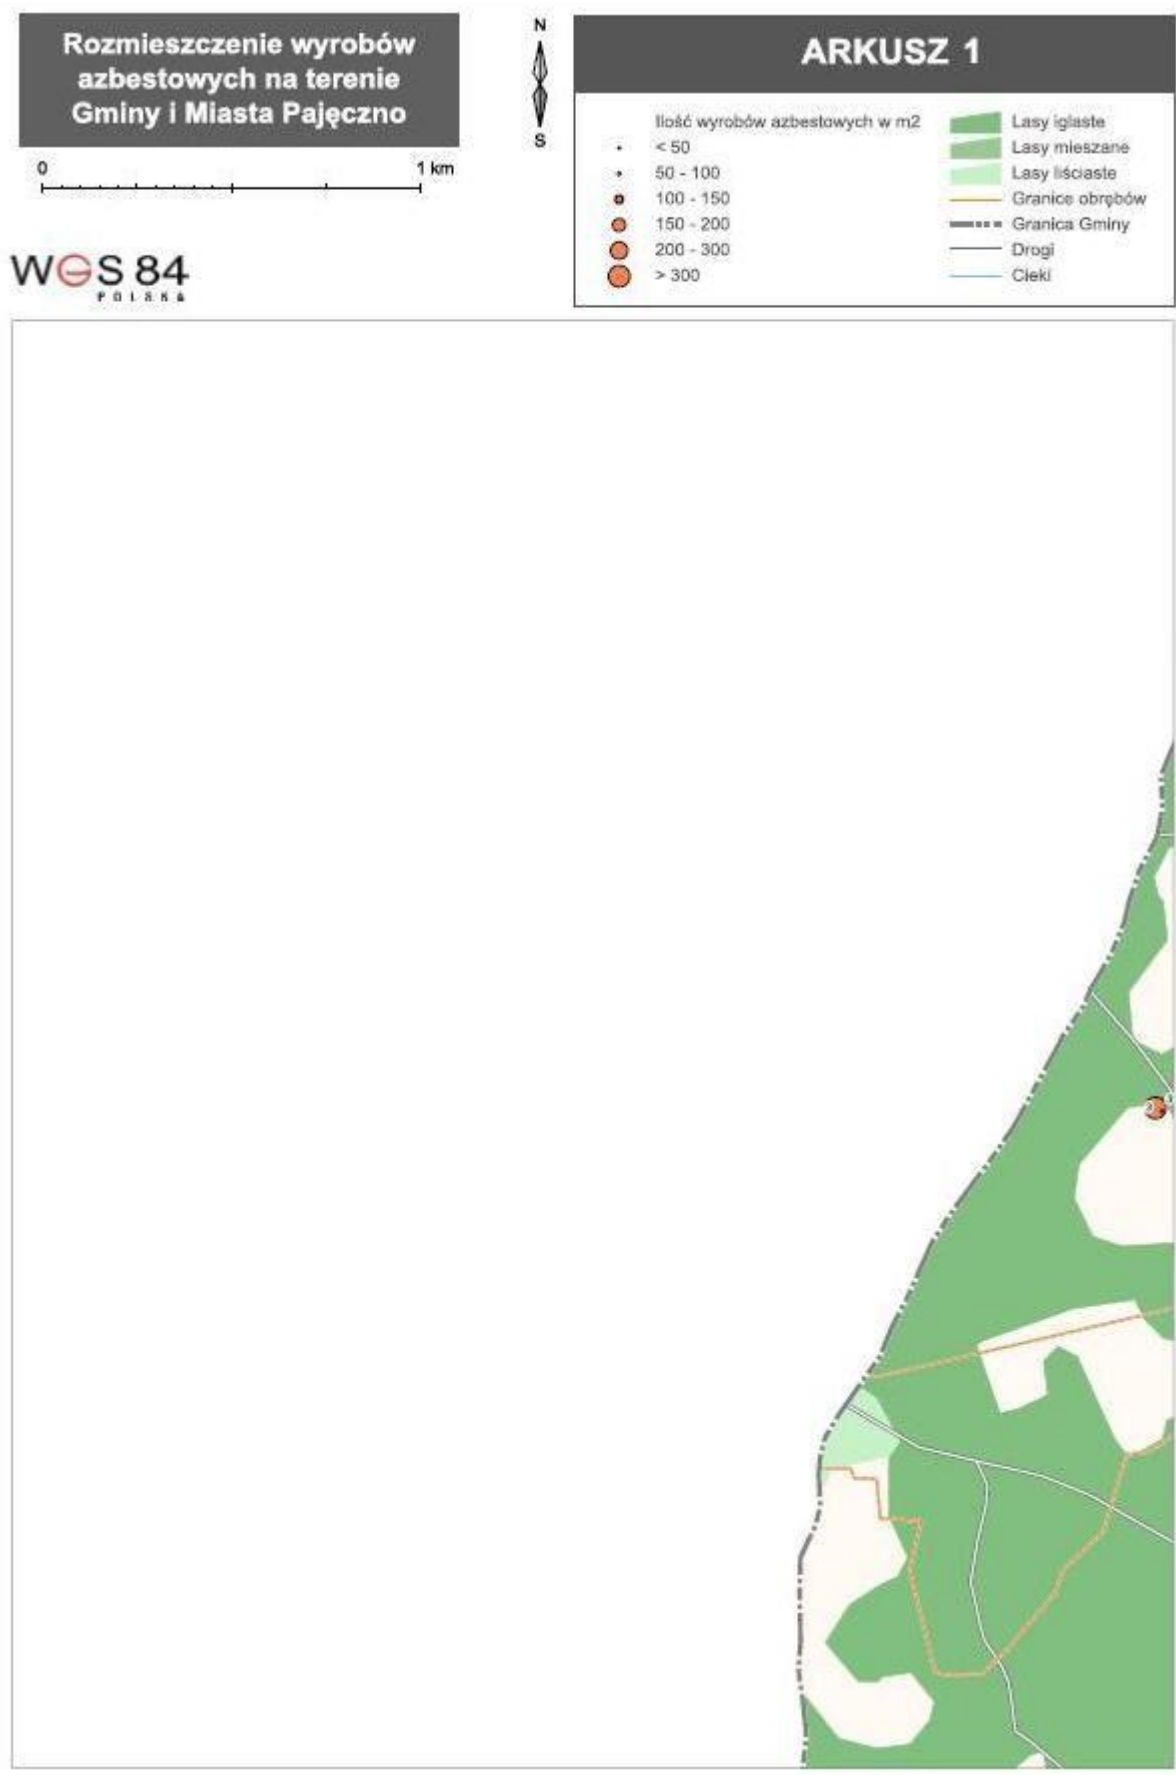 Rozmieszczenie wyrobów
azbestowych na terenie
Gminy i Miasta Pajęczno
0 1 km
WGS 84
POLSKA
N
S
ARKUSZ 1
Ilość wyrobów azbestowych w m2
< 50
50 - 100
100 - 150
150 - 200
200 - 300
> 300
Lasy iglaste
Lasy mieszane
Lasy liściaste
Granice obrębów
Granica Gminy
Drogi
Cieki